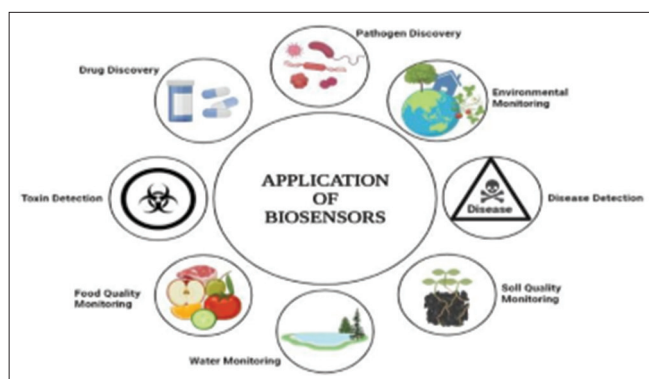 Pathogen Discovery
Drug Discovery
Environmental
Monitoring
APPLICATION
OF
BIOSENSORS
Toxin Detection
Disease
Disease Detection
Food Quality
Monitoring
Soil Quality
Monitoring
Water Monitoring